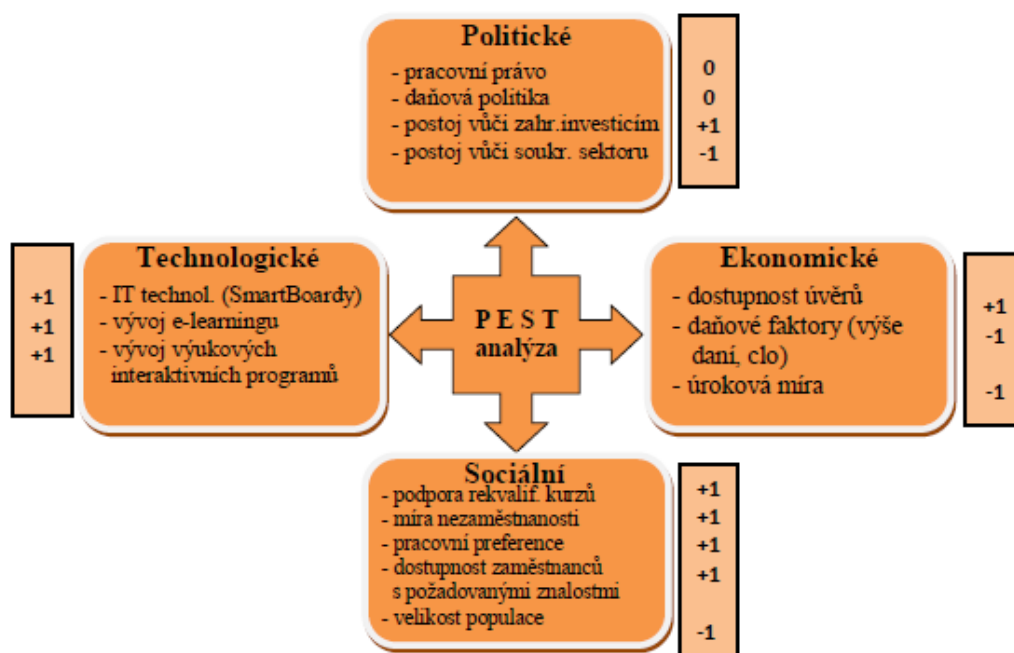 Politické
- pracovní právo
- daňová politika
- postoj vůči zahr.investicím
- postoj vůči soukr. sektoru
0
0
+1
-1
+1
+1
+1
Technologické
- IT technol. (SmartBoardy)
- vývoj e-learningu
- vývoj výukových
interaktivních programů
P E S T
analýza
Ekonomické
- dostupnost úvěrů
- daňové faktory (výše
daní, clo)
- úroková míra
+1
-1
-1
Sociální
- podpora rekvalif. kurzů
- míra nezaměstnanosti
- pracovní preference
- dostupnost zaměstnanců
s požadovanými znalostmi
- velikost populace
+1
+1
+1
+1
-1